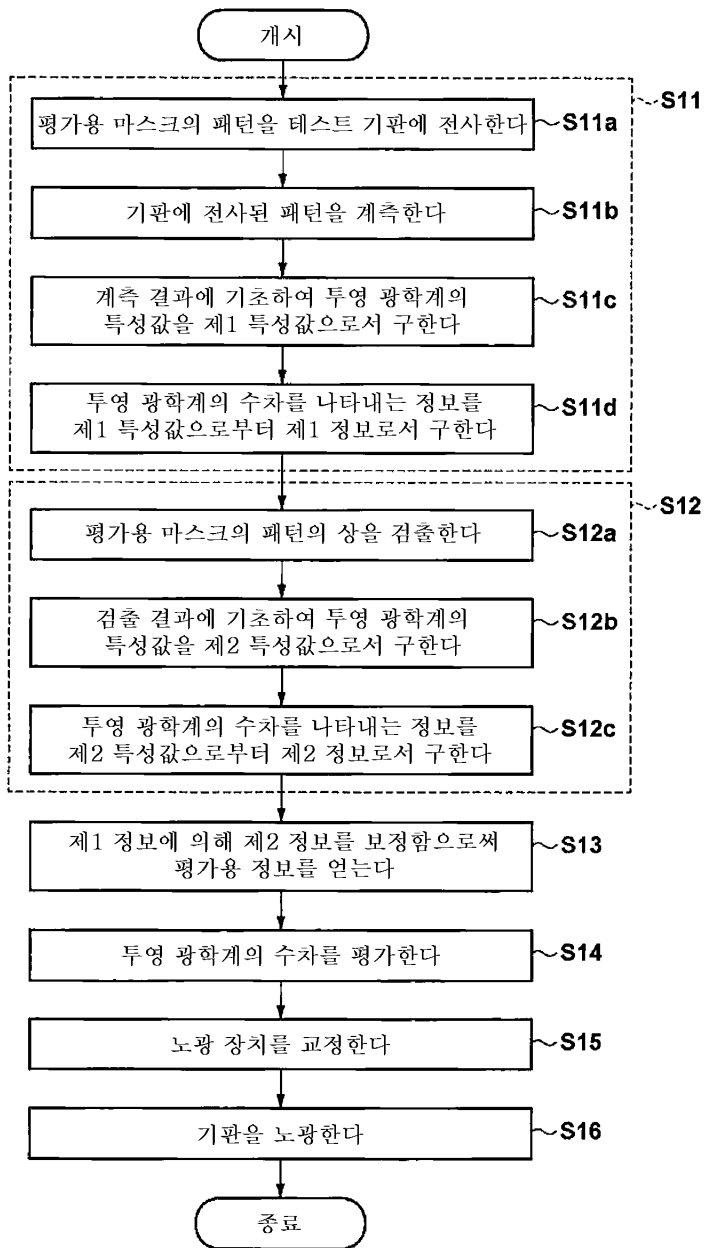 개시
S11
평가용 마스크의 패턴을 테스트 기판에 전사한다
S11a
기판에 전사된 패턴을 계측한다
S11b
계측 결과에 기초하여 투영 광학계의
특성값을 제1 특성값으로서 구한다
S11c
투영 광학계의 수차를 나타내는 정보를
제1 특성값으로부터 제1 정보로서 구한다
S11d
S12
평가용 마스크의 패턴의 상을 검출한다
S12a
검출 결과에 기초하여 투영 광학계의
특성값을 제2 특성값으로서 구한다
S12b
투영 광학계의 수차를 나타내는 정보를
제2 특성값으로부터 제2 정보로서 구한다
S12c
제1 정보에 의해 제2 정보를 보정함으로써
평가용 정보를 얻는다
S13
투영 광학계의 수차를 평가한다
S14
노광 장치를 교정한다
S15
기판을 노광한다
S16
종료